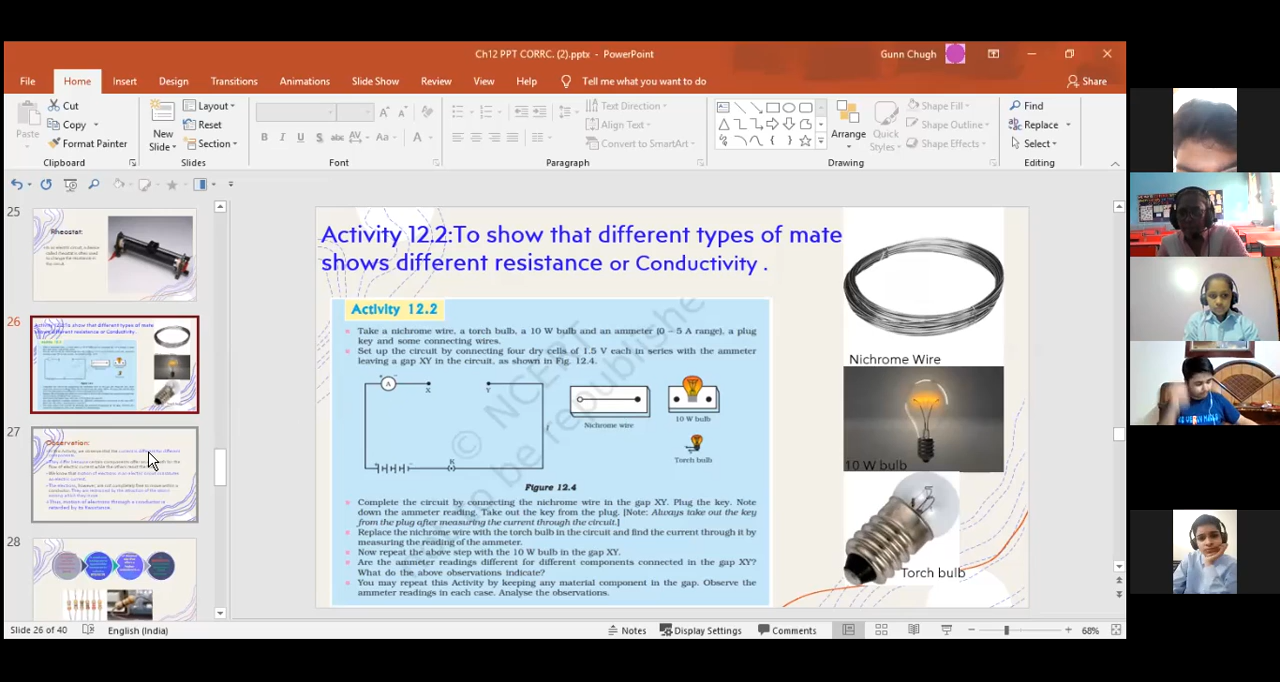 Ch12 PPT CORRC. (2).pptx - PowerPoint
Gunn Chugh
File Home Insert Design Transitions Animations Slide Show Review View Help Tell me what you want to do Share
Paste
Cut
Copy
Format Painter
Clipboard
New Slide
Layout
Reset
Section
Slides
Font
Text Direction
Align Text
Convert to SmartArt
Paragraph
Arrange
Quick Styles
Shape Fill
Shape Outline
Shape Effects
Drawing
Find
Replace
Select
Editing
25
Rheostat:
26
27
Observation:
28
Activity 12.2:To show that different types of mate
shows different resistance or Conductivity .
Activity 12.2
Take a nichrome wire, a torch bulb, a 10 W bulb and an ammeter (0 – 5 A range), a plug
key and some connecting wires.
Set up the circuit by connecting four dry cells of 1.5 V each in series with the ammeter
leaving a gap XY in the circuit, as shown in Fig. 12.4.
A
X
Y
K
Nichrome wire
10 W bulb
Torch bulb
Figure 12.4
Complete the circuit by connecting the nichrome wire in the gap XY. Plug the key. Note
down the ammeter reading. Take out the key from the plug. [Note: Always take out the key
from the plug after measuring the current through the circuit.]
Replace the nichrome wire with the torch bulb in the circuit and find the current through it by
measuring the reading of the ammeter.
Now repeat the above step with the 10 W bulb in the gap XY.
Are the ammeter readings different for different components connected in the gap XY?
What do the above observations indicate?
You may repeat this Activity by keeping any material component in the gap. Observe the
ammeter readings in each case. Analyse the observations.
Nichrome Wire
10 W bulb
Torch bulb
Slide 26 of 40
English (India)
Notes
Display Settings
Comments
68%